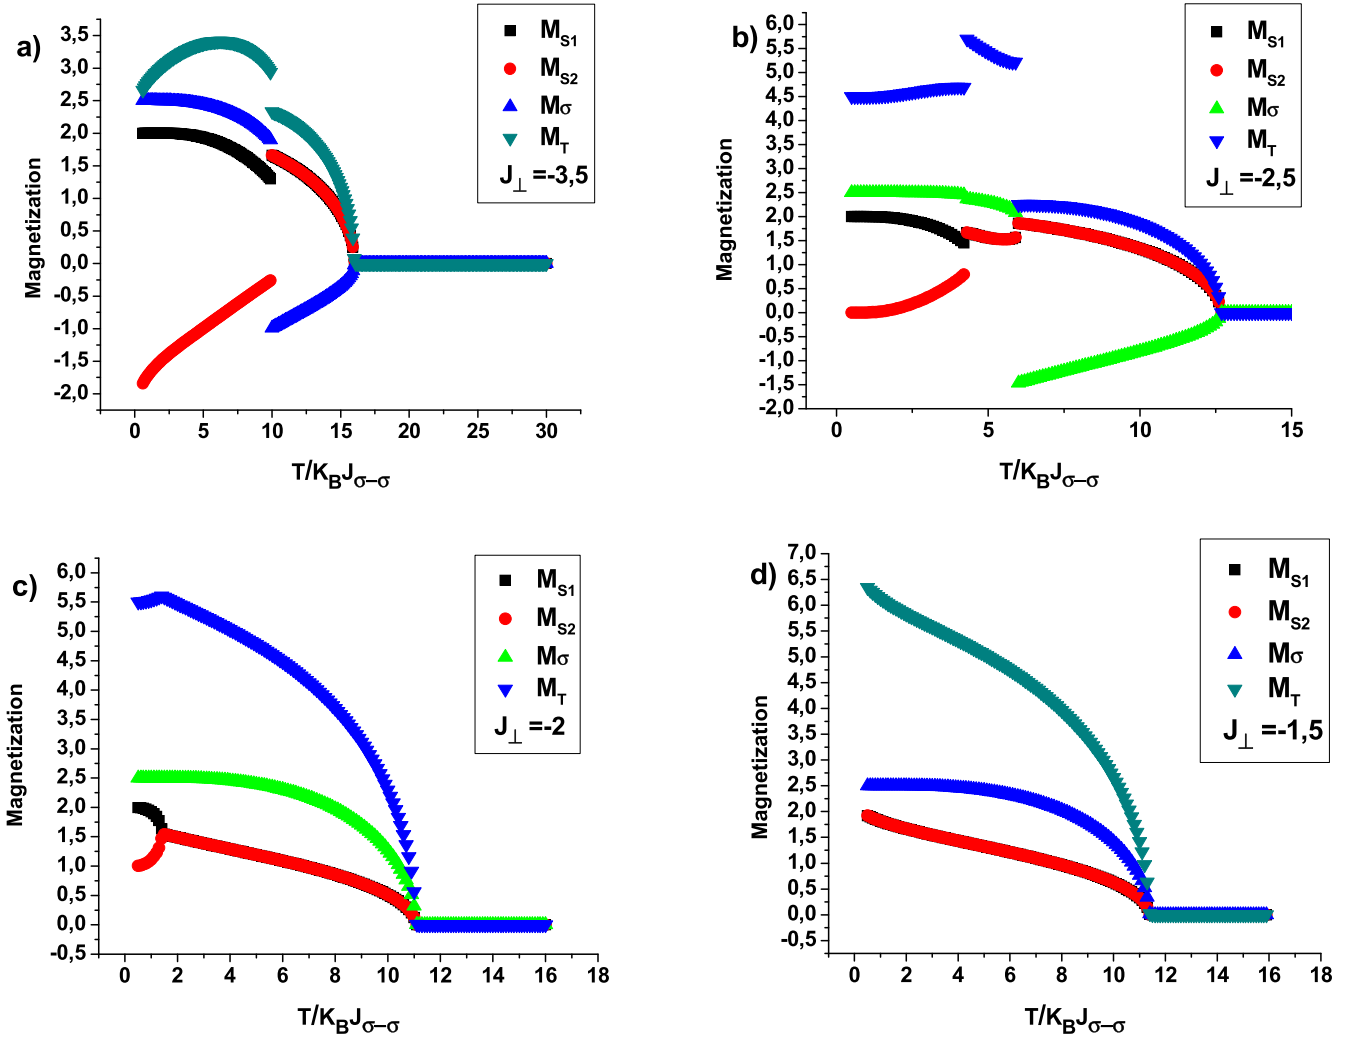 a)
3,5
3,0
2,5
2,0
1,5
1,0
0,5
0,0
-0,5
-1,0
-1,5
-2,0
Magnetization
0 5 10 15 20 25 30
T/K_B J_σ–σ
M_S1
M_S2
Mσ
M_T
J_⊥ =-3,5
b)
6,0
5,5
5,0
4,5
4,0
3,5
3,0
2,5
2,0
1,5
1,0
0,5
0,0
-0,5
-1,0
-1,5
-2,0
Magnetization
0 5 10 15
T/K_B J_σ–σ
M_S1
M_S2
Mσ
M_T
J_⊥ =-2,5
c)
6,0
5,5
5,0
4,5
4,0
3,5
3,0
2,5
2,0
1,5
1,0
0,5
0,0
-0,5
Magnetization
0 2 4 6 8 10 12 14 16 18
T/K_B J_σ–σ
M_S1
M_S2
Mσ
M_T
J_⊥ =-2
d)
7,0
6,5
6,0
5,5
5,0
4,5
4,0
3,5
3,0
2,5
2,0
1,5
1,0
0,5
0,0
-0,5
Magnetization
0 2 4 6 8 10 12 14 16 18
T/K_B J_σ–σ
M_S1
M_S2
Mσ
M_T
J_⊥ =-1,5